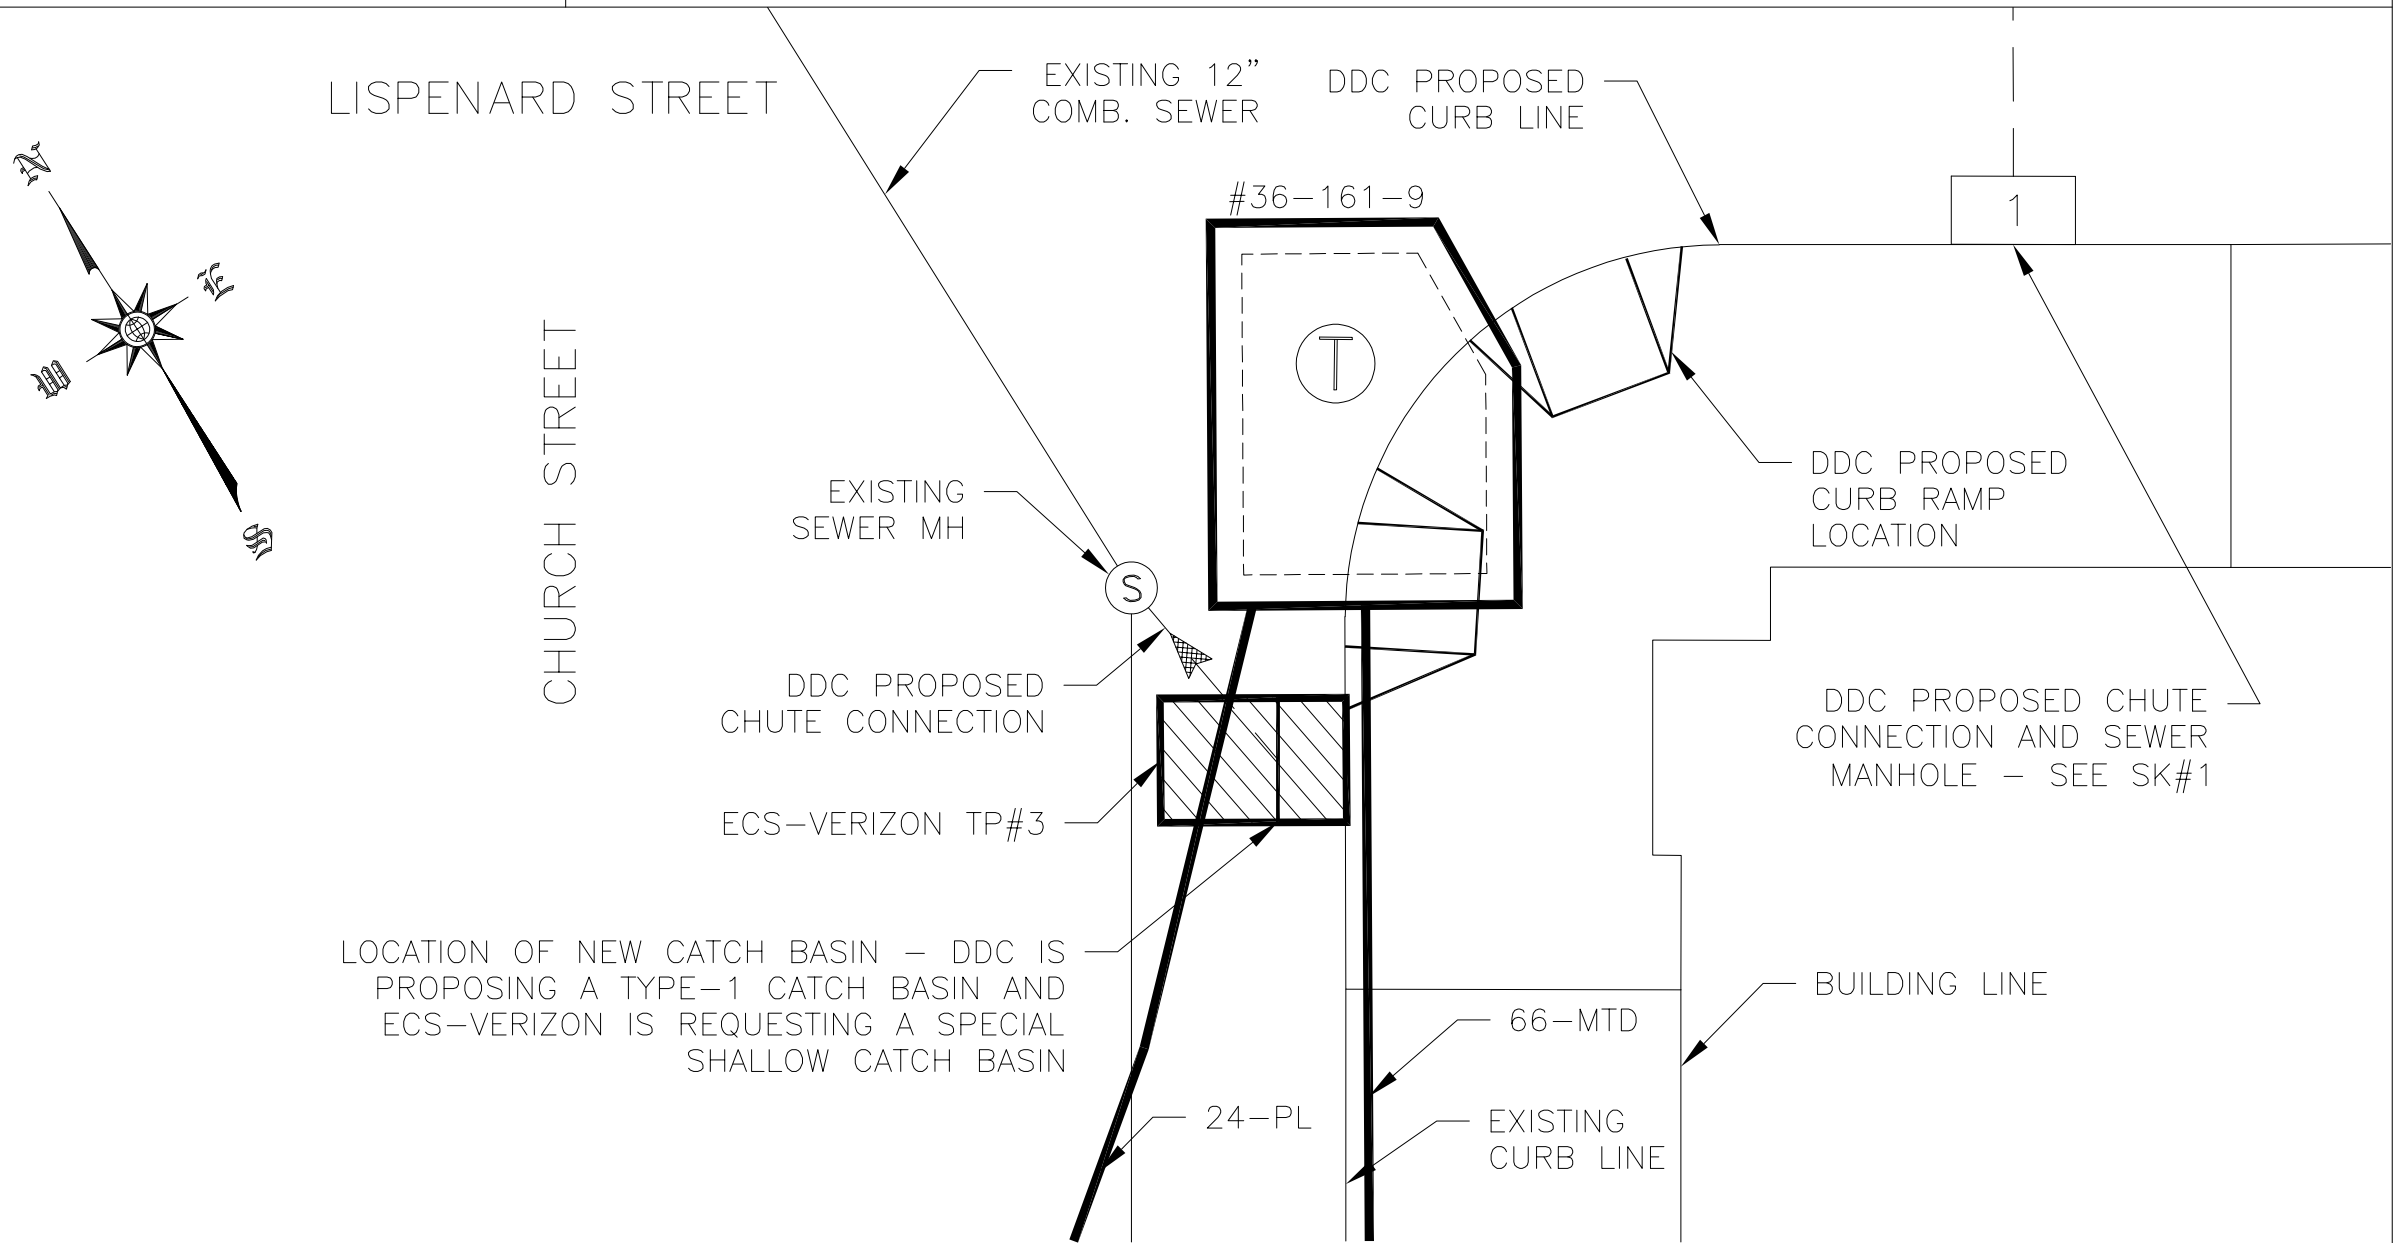 LISPENARD STREET
EXISTING 12”
COMB. SEWER
DDC PROPOSED
CURB LINE
N
E
W
S
#36–161–9
1
T
CHURCH STREET
DDC PROPOSED
CURB RAMP
LOCATION
EXISTING
SEWER MH
S
DDC PROPOSED
CHUTE CONNECTION
DDC PROPOSED CHUTE
CONNECTION AND SEWER
MANHOLE – SEE SK#1
ECS–VERIZON TP#3
LOCATION OF NEW CATCH BASIN – DDC IS
PROPOSING A TYPE–1 CATCH BASIN AND
ECS–VERIZON IS REQUESTING A SPECIAL
SHALLOW CATCH BASIN
BUILDING LINE
66–MTD
24–PL
EXISTING
CURB LINE